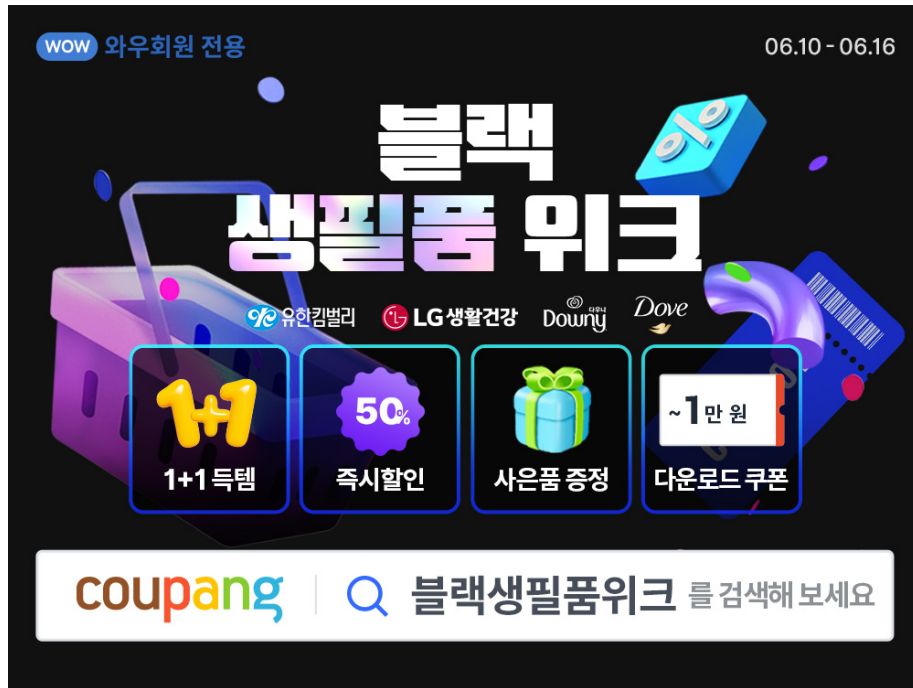 WOW 와우회원 전용
06.10 - 06.16
%
블랙
생필품 위크
유한킴벌리 LG생활건강 다우니 Downy Dove
1+1 50% ~1만 원
1+1 득템 즉시할인 사은품 증정 다운로드 쿠폰
coupang 블랙생필품위크 를 검색해 보세요